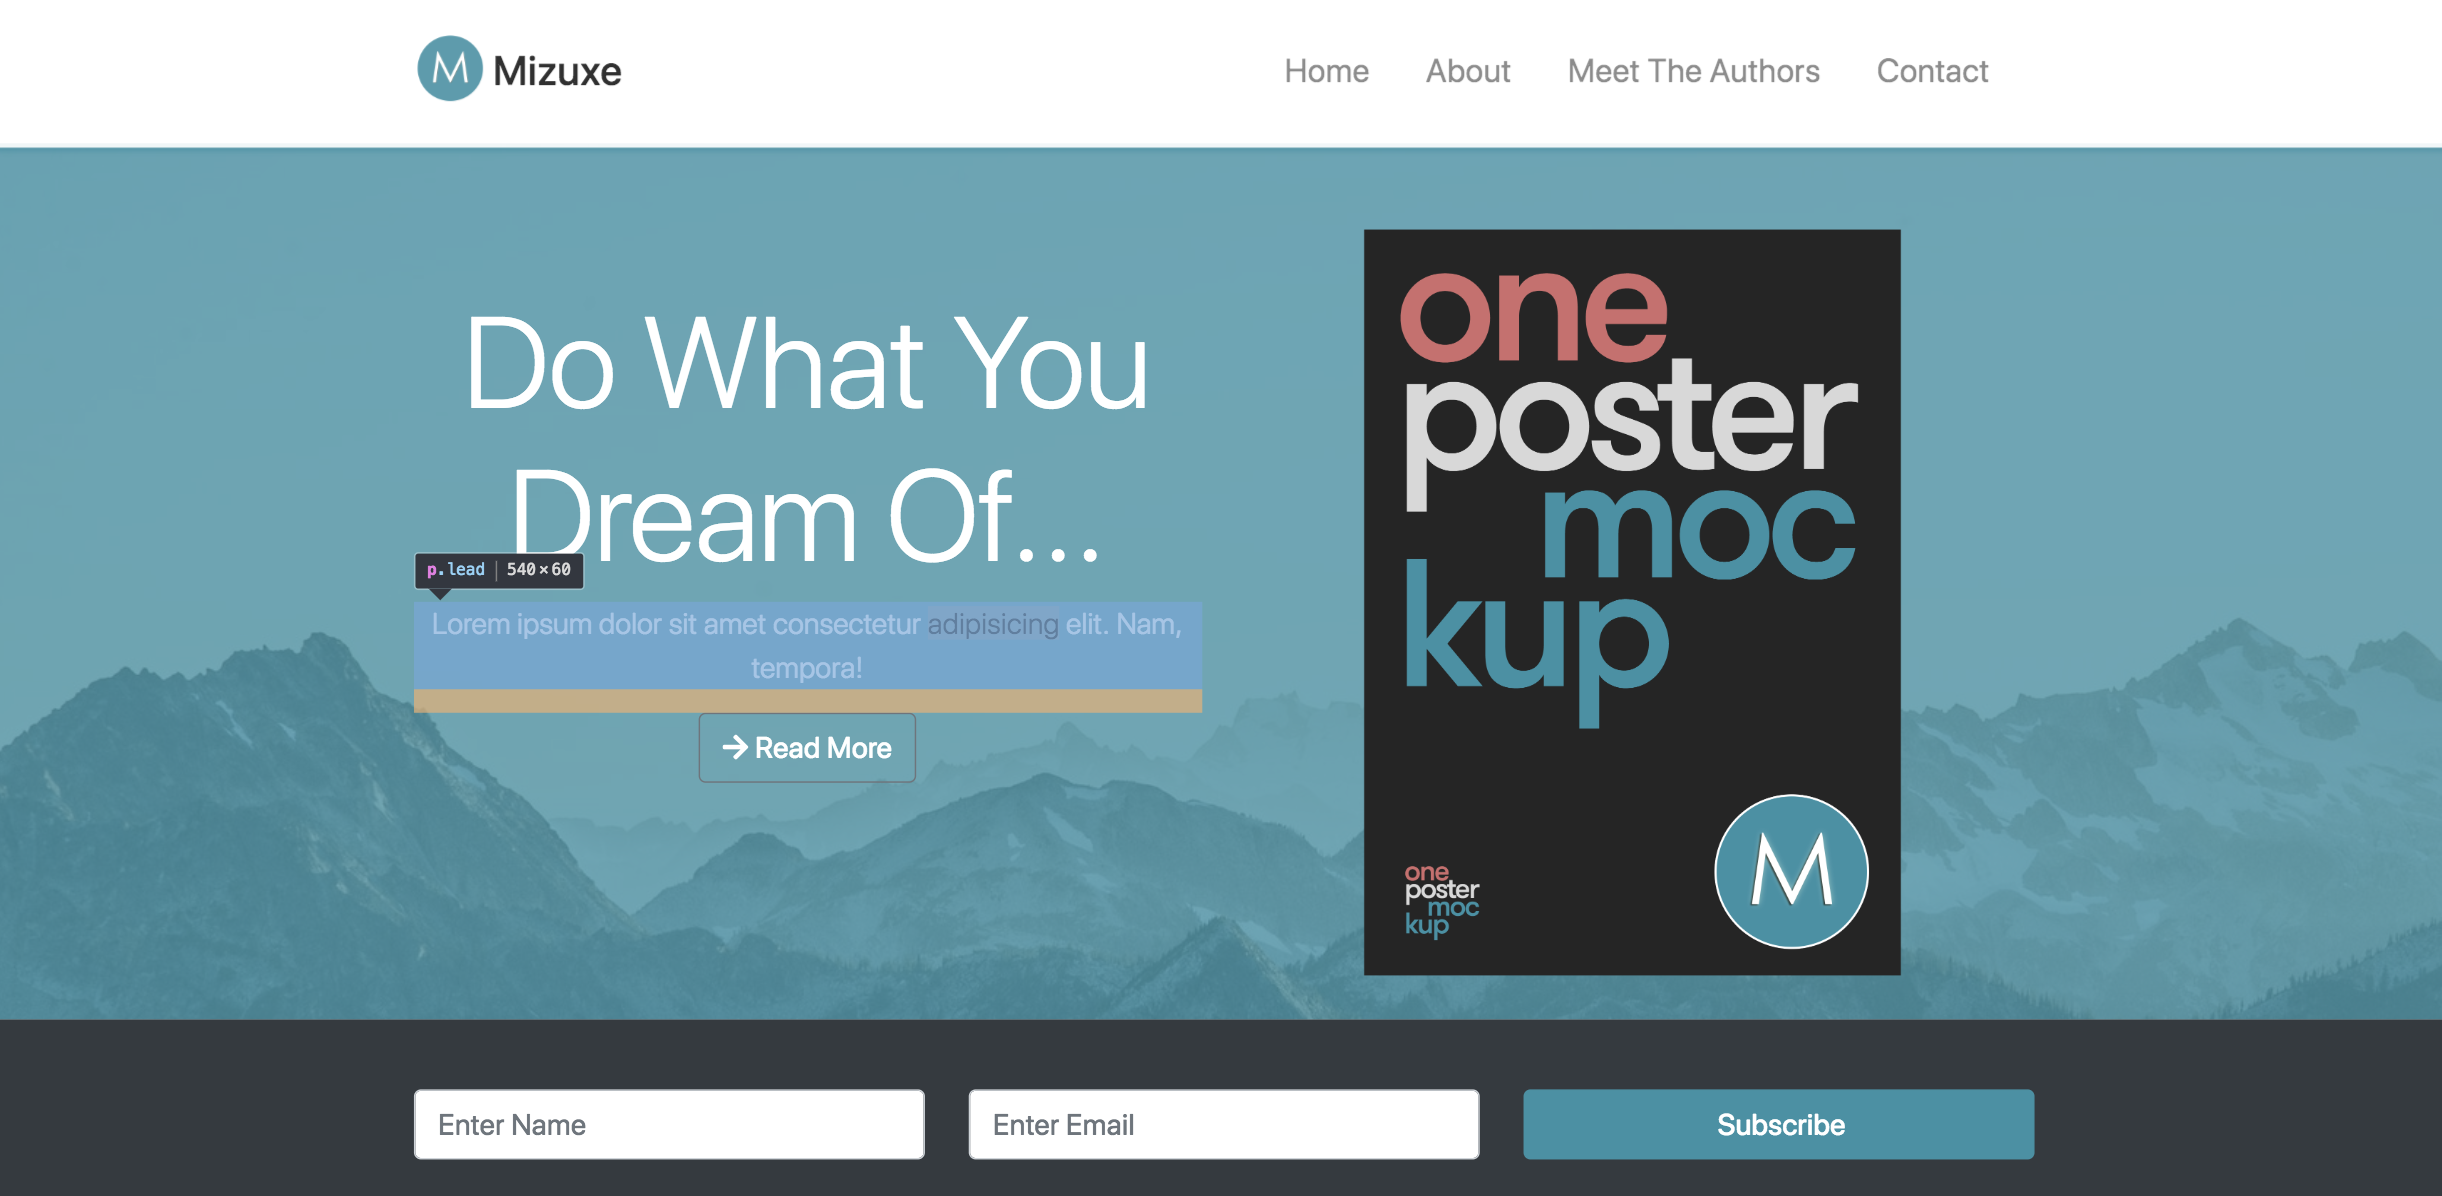 M Mizuxe
Home About Meet The Authors Contact
Do What You
Dream Of...
p.lead 540×60
Lorem ipsum dolor sit amet consectetur adipisicing elit. Nam,
tempora!
Read More
one
poster
moc
kup
one
poster
moc
kup
M
Enter Name
Enter Email
Subscribe